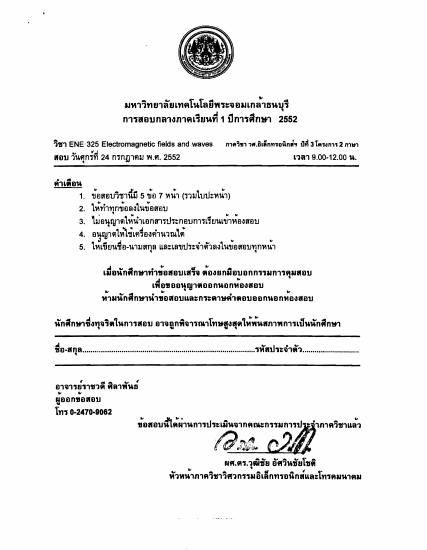 มหาวิทยาลัยเทคโนโลยีพระจอมเกล้าธนบุรี
การสอบกลางภาคเรียนที่ 1 ปีการศึกษา 2552
วิชา ENE 325 Electromagnetic fields and waves ภาควิชา วศ.อิเล็กทรอนิกส์ฯ ปีที่ 3 โครงการ 2 ภาษา
สอบ วันศุกร์ที่ 24 กรกฎาคม พ.ศ. 2552 เวลา 9.00-12.00 น.
คำเตือน
1. ข้อสอบวิชานี้มี 5 ข้อ 7 หน้า (รวมใบปะหน้า)
2. ให้ทำทุกข้อลงในข้อสอบ
3. ไม่อนุญาตให้นำเอกสารประกอบการเรียนเข้าห้องสอบ
4. อนุญาตให้ใช้เครื่องคำนวณได้
5. ให้เขียนชื่อ-นามสกุล และเลขประจำตัวลงในข้อสอบทุกหน้า
เมื่อนักศึกษาทำข้อสอบเสร็จ ต้องยกมือบอกกรรมการคุมสอบ
เพื่อขออนุญาตออกนอกห้องสอบ
ห้ามนักศึกษานำข้อสอบและกระดาษคำตอบออกนอกห้องสอบ
นักศึกษาซึ่งทุจริตในการสอบ อาจถูกพิจารณาโทษสูงสุดให้พ้นสภาพการเป็นนักศึกษา
ชื่อ-สกุล..........................................................รหัสประจำตัว....................
อาจารย์ราชวดี ศิลาพันธ์
ผู้ออกข้อสอบ
โทร 0-2470-9062
ข้อสอบนี้ได้ผ่านการประเมินจากคณะกรรมการประจำภาควิชาแล้ว
ผศ.ดร.วุฒิชัย อัศวินชัยโชติ
หัวหน้าภาควิชาวิศวกรรมอิเล็กทรอนิกส์และโทรคมนาคม